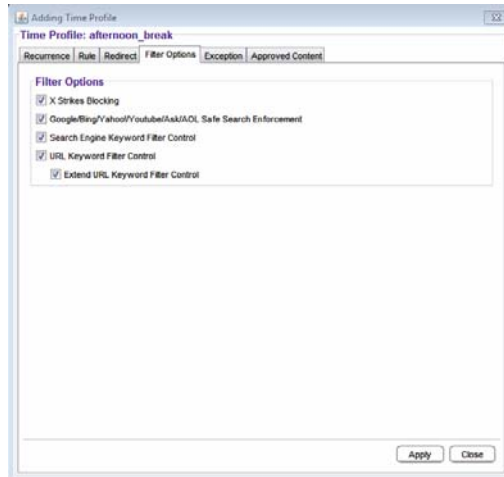 Adding Time Profile
Time Profile: afternoon_break
Recurrence Rule Redirect Filter Options Exception Approved Content
Filter Options
X Strikes Blocking
Google/Bing/Yahoo!/Youtube/Ask/AOL Safe Search Enforcement
Search Engine Keyword Filter Control
URL Keyword Filter Control
Extend URL Keyword Filter Control
Apply Close